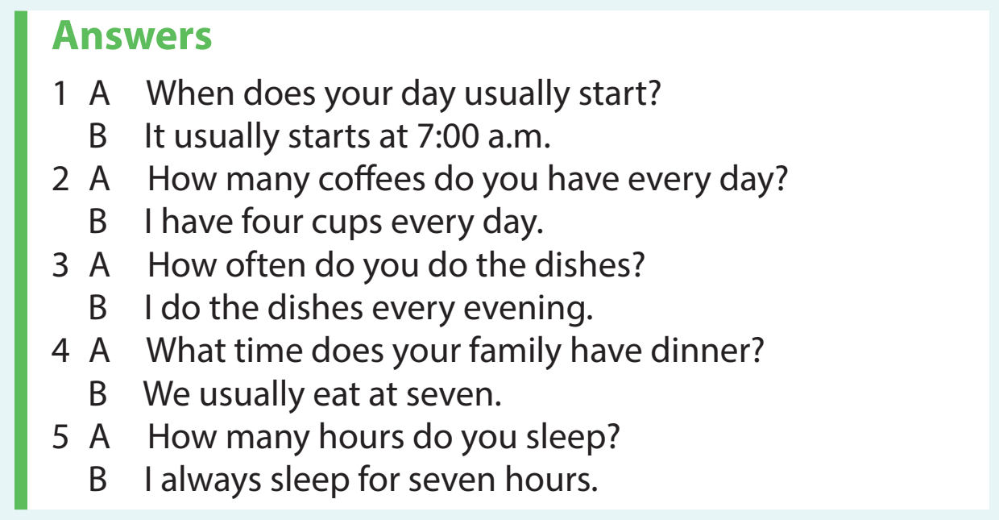 Answers
1 A When does your day usually start?
B It usually starts at 7:00 a.m.
2 A How many coffees do you have every day?
B I have four cups every day.
3 A How often do you do the dishes?
B I do the dishes every evening.
4 A What time does your family have dinner?
B We usually eat at seven.
5 A How many hours do you sleep?
B I always sleep for seven hours.